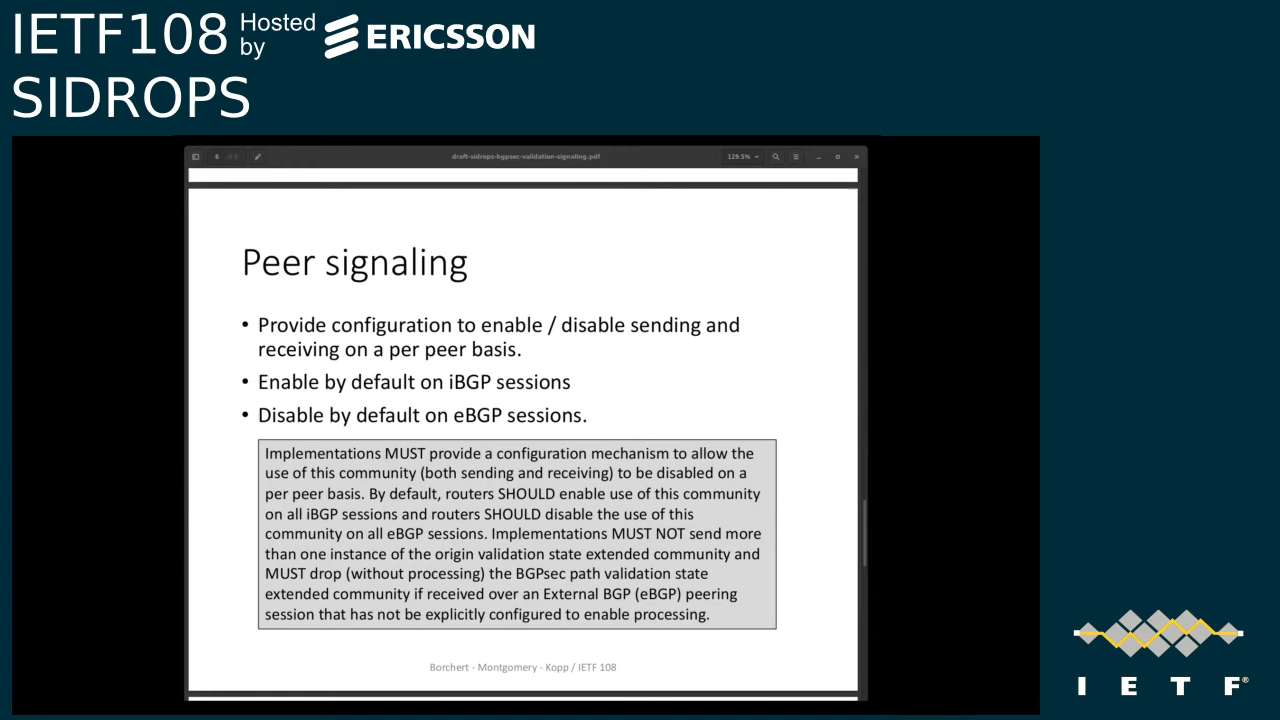 IETF108 Hosted by ERICSSON
SIDROPS
6
draft-sidrops-bgpsec-validation-signaling.pdf
129.5%
Peer signaling
• Provide configuration to enable / disable sending and
receiving on a per peer basis.
• Enable by default on iBGP sessions
• Disable by default on eBGP sessions.
Implementations MUST provide a configuration mechanism to allow the
use of this community (both sending and receiving) to be disabled on a
per peer basis. By default, routers SHOULD enable use of this community
on all iBGP sessions and routers SHOULD disable the use of this
community on all eBGP sessions. Implementations MUST NOT send more
than one instance of the origin validation state extended community and
MUST drop (without processing) the BGPsec path validation state
extended community if received over an External BGP (eBGP) peering
session that has not be explicitly configured to enable processing.
Borchert - Montgomery - Kopp / IETF 108
I E T F®